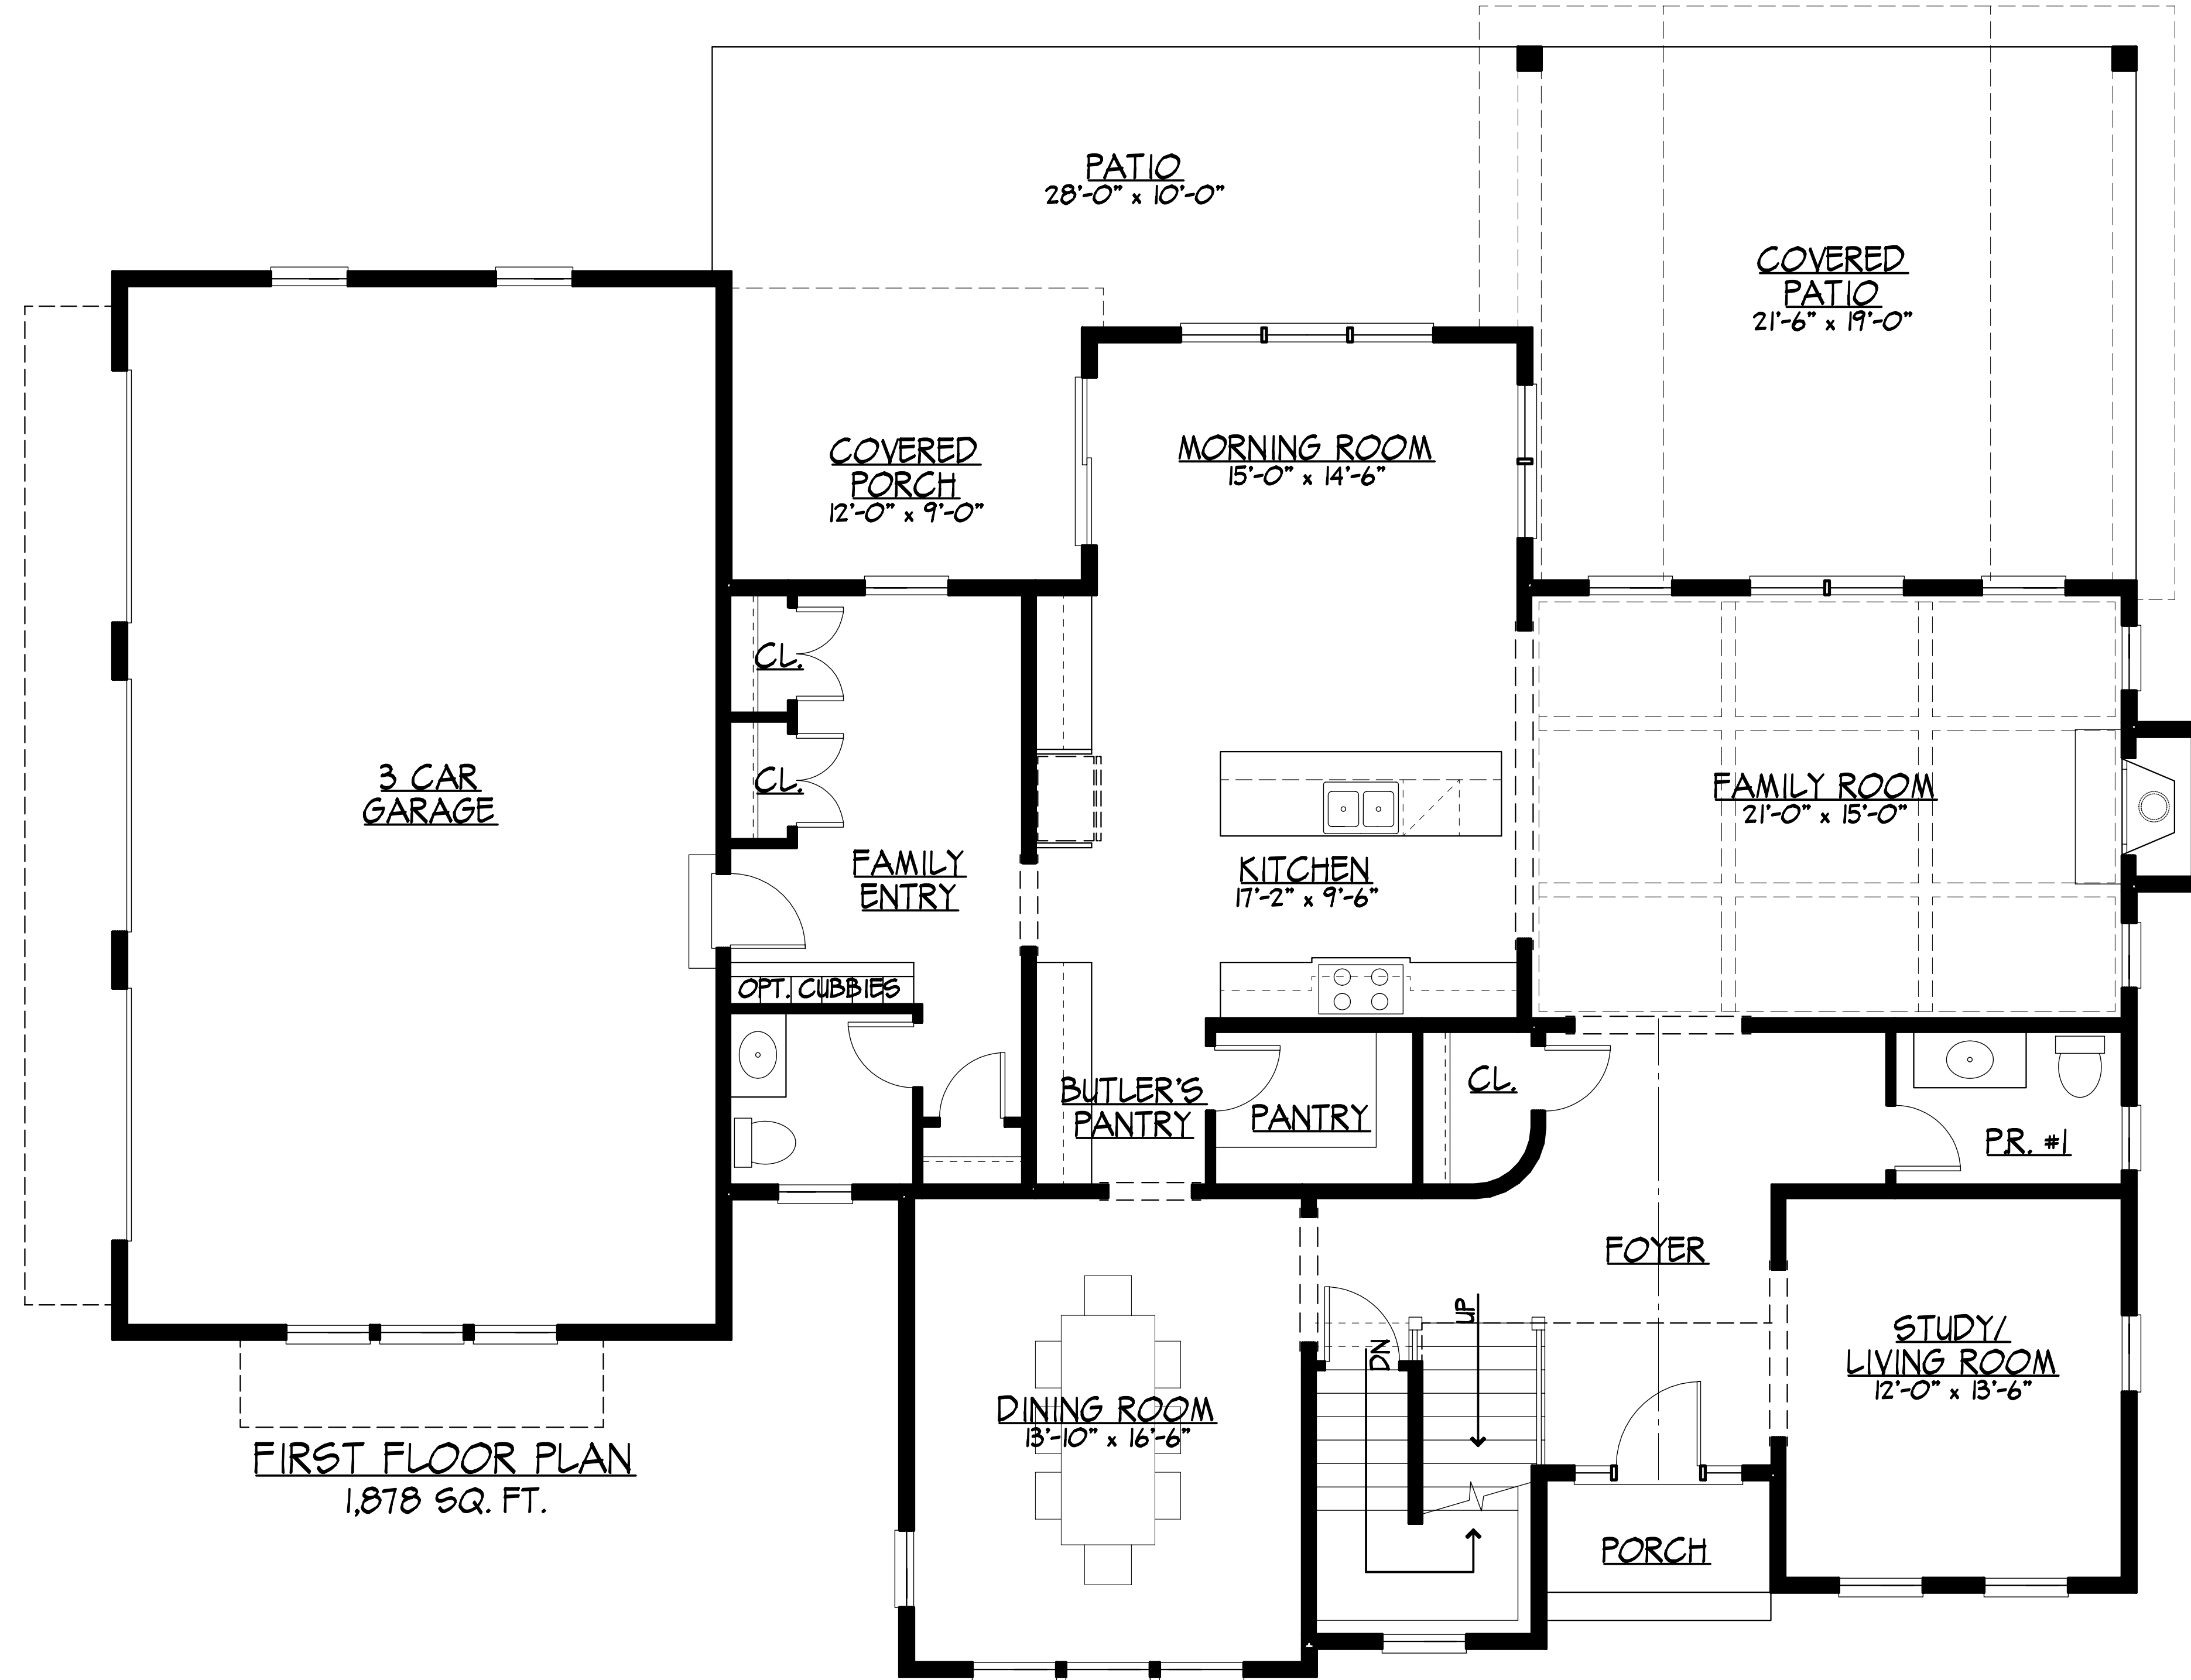 PATIO
28'-0" x 10'-0"
COVERED
PATIO
21'-6" x 19'-0"
COVERED
PORCH
12'-0" x 9'-0"
MORNING ROOM
15'-0" x 14'-6"
CL.
CL.
3 CAR
GARAGE
FAMILY
ENTRY
KITCHEN
17'-2" x 9'-6"
FAMILY ROOM
21'-0" x 15'-0"
OPT. CUBBIES
BUTLER'S
PANTRY
PANTRY
CL.
P.R. #1
FOYER
UP
DN
STUDY/
LIVING ROOM
12'-0" x 13'-6"
DINING ROOM
13'-10" x 16'-6"
PORCH
FIRST FLOOR PLAN
1,878 SQ. FT.